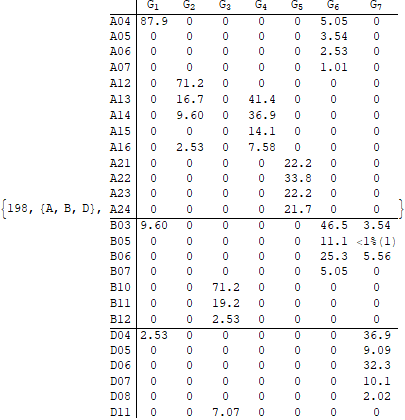 G1 G2 G3 G4 G5 G6 G7
A04 87.9 0 0 0 0 5.05 0
A05 0 0 0 0 0 3.54 0
A06 0 0 0 0 0 2.53 0
A07 0 0 0 0 0 1.01 0
A12 0 71.2 0 0 0 0 0
A13 0 16.7 0 41.4 0 0 0
A14 0 9.60 0 36.9 0 0 0
A15 0 0 0 14.1 0 0 0
A16 0 2.53 0 7.58 0 0 0
A21 0 0 0 0 22.2 0 0
A22 0 0 0 0 33.8 0 0
A23 0 0 0 0 22.2 0 0
{198, {A, B, D}, A24 0 0 0 0 21.7 0 0 }
B03 9.60 0 0 0 0 46.5 3.54
B05 0 0 0 0 0 11.1 <1%(1)
B06 0 0 0 0 0 25.3 5.56
B07 0 0 0 0 0 5.05 0
B10 0 0 71.2 0 0 0 0
B11 0 0 19.2 0 0 0 0
B12 0 0 2.53 0 0 0 0
D04 2.53 0 0 0 0 0 36.9
D05 0 0 0 0 0 0 9.09
D06 0 0 0 0 0 0 32.3
D07 0 0 0 0 0 0 10.1
D08 0 0 0 0 0 0 2.02
D11 0 0 7.07 0 0 0 0